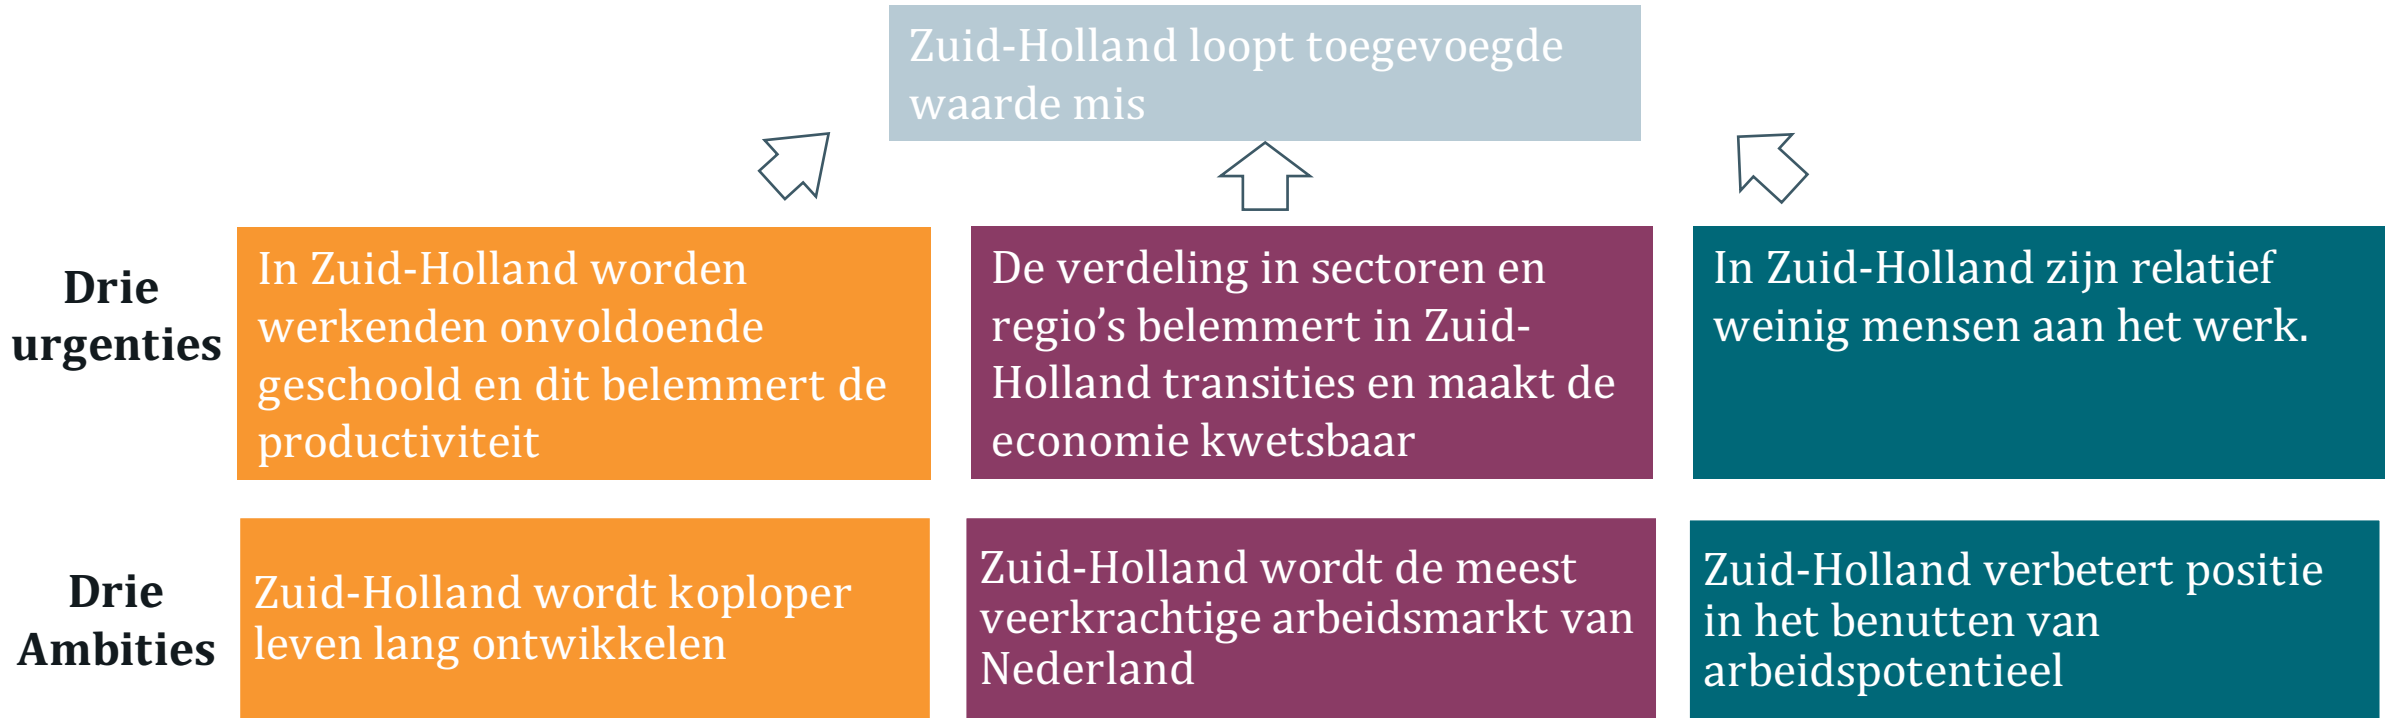 Zuid-Holland loopt toegevoegde
waarde mis
Drie
urgenties
In Zuid-Holland worden
werkenden onvoldoende
geschoold en dit belemmert de
productiviteit
De verdeling in sectoren en
regio’s belemmert in Zuid-
Holland transities en maakt de
economie kwetsbaar
In Zuid-Holland zijn relatief
weinig mensen aan het werk.
Drie
Ambities
Zuid-Holland wordt koploper
leven lang ontwikkelen
Zuid-Holland wordt de meest
veerkrachtige arbeidsmarkt van
Nederland
Zuid-Holland verbetert positie
in het benutten van
arbeidspotentieel